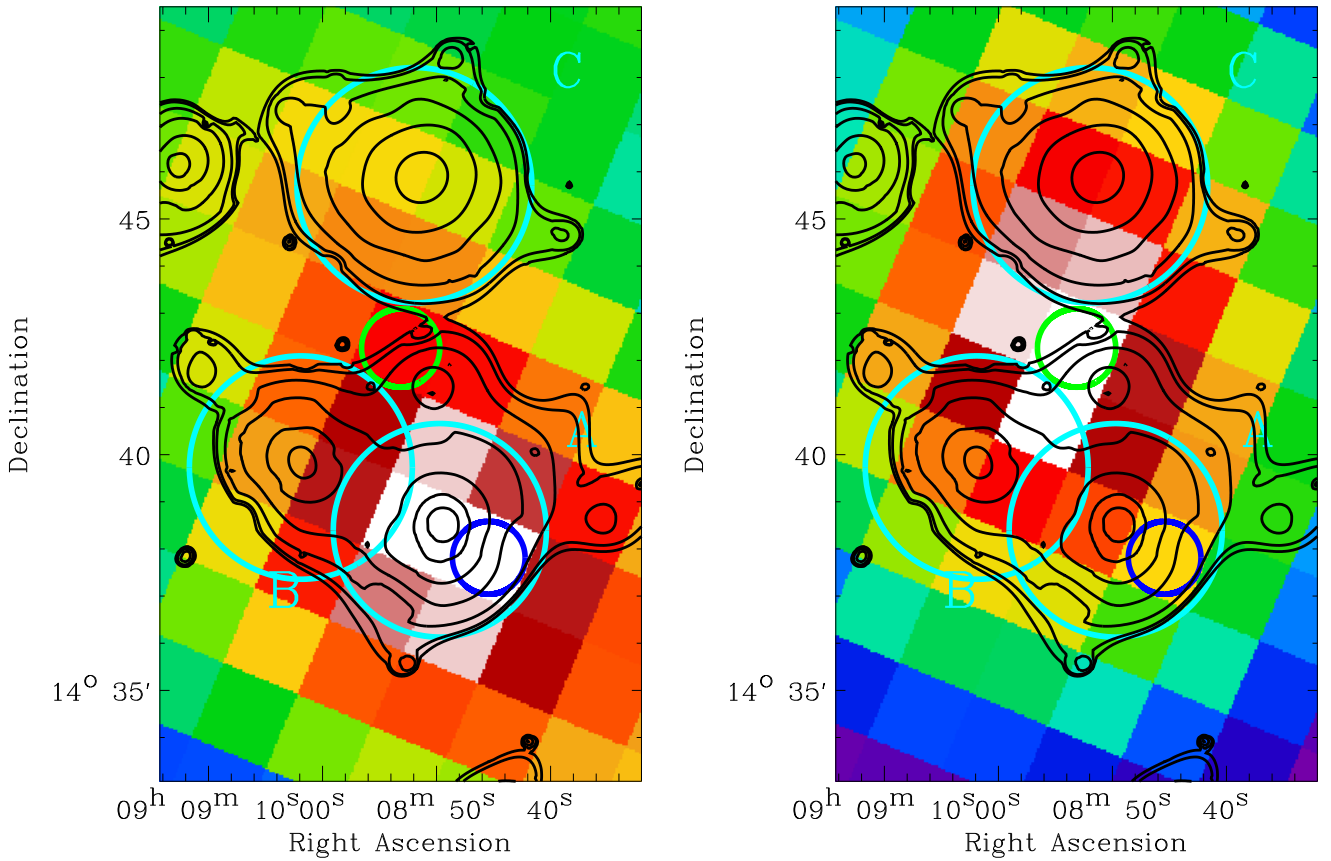 C
C
45
45
Declination
Declination
A
A
40
40
B
B
14° 35′
14° 35′
09ʰ 09ᵐ 10ˢ 00ˢ 08ᵐ 50ˢ 40ˢ
09ʰ 09ᵐ 10ˢ 00ˢ 08ᵐ 50ˢ 40ˢ
Right Ascension
Right Ascension